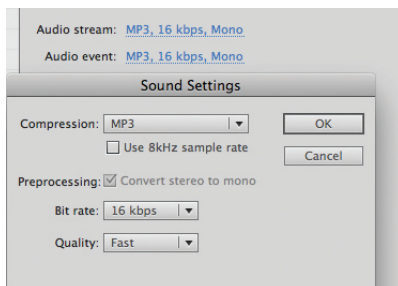 Audio stream: MP3, 16 kbps, Mono
Audio event: MP3, 16 kbps, Mono
Sound Settings
Compression: MP3
OK
Use 8kHz sample rate
Cancel
Preprocessing: Convert stereo to mono
Bit rate: 16 kbps
Quality: Fast